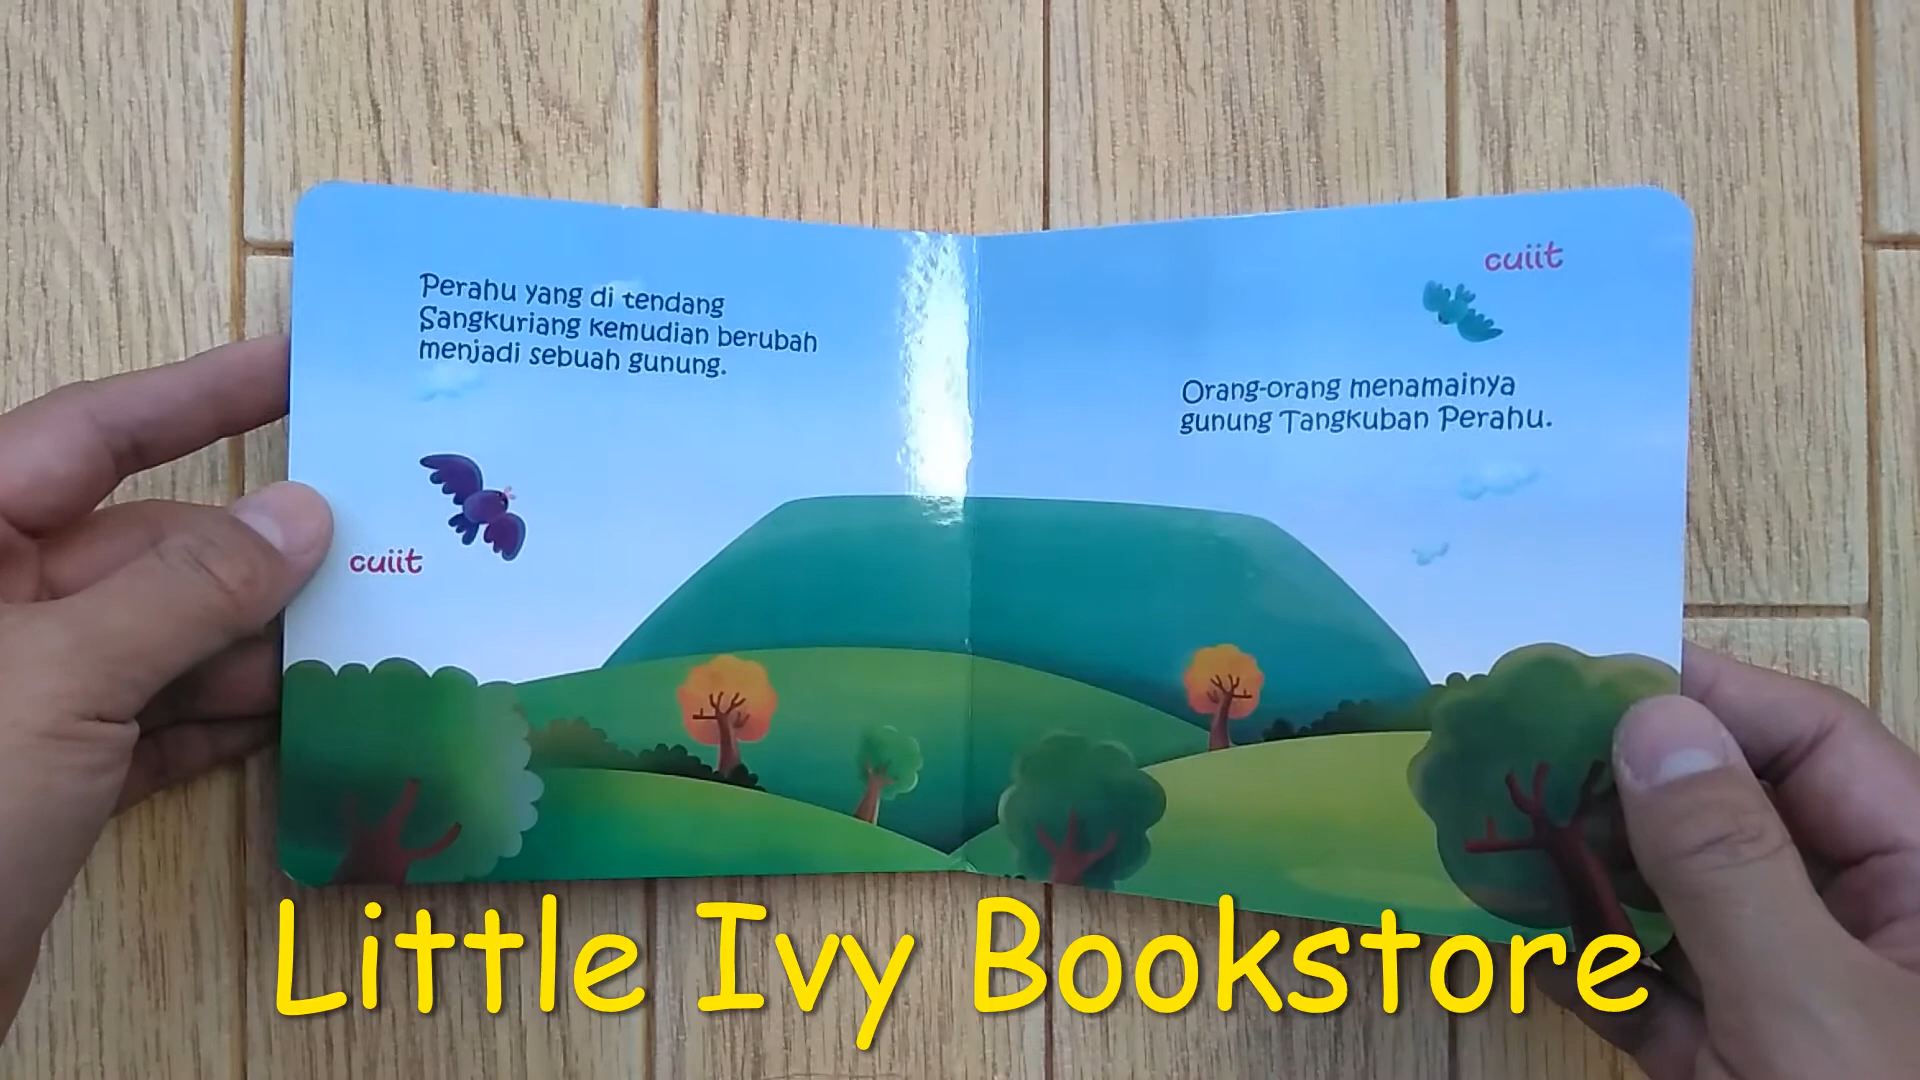 Perahu yang di tendang
Sangkuriang kemudian berubah
menjadi sebuah gunung.
cuiit
cuiit
Orang-orang menamainya
gunung Tangkuban Perahu.
Little Ivy Bookstore